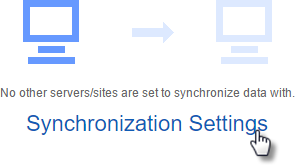 No other servers/sites are set to synchronize data with.
Synchronization Settings